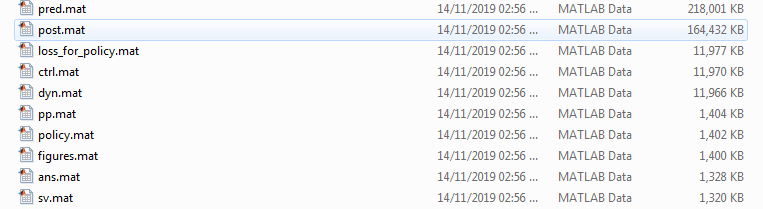 pred.mat 14/11/2019 02:56 ... MATLAB Data 218,001 KB
post.mat 14/11/2019 02:56 ... MATLAB Data 164,432 KB
loss_for_policy.mat 14/11/2019 02:56 ... MATLAB Data 11,977 KB
ctrl.mat 14/11/2019 02:56 ... MATLAB Data 11,970 KB
dyn.mat 14/11/2019 02:56 ... MATLAB Data 11,966 KB
pp.mat 14/11/2019 02:56 ... MATLAB Data 1,404 KB
policy.mat 14/11/2019 02:56 ... MATLAB Data 1,402 KB
figures.mat 14/11/2019 02:56 ... MATLAB Data 1,400 KB
ans.mat 14/11/2019 02:56 ... MATLAB Data 1,328 KB
sv.mat 14/11/2019 02:56 ... MATLAB Data 1,320 KB